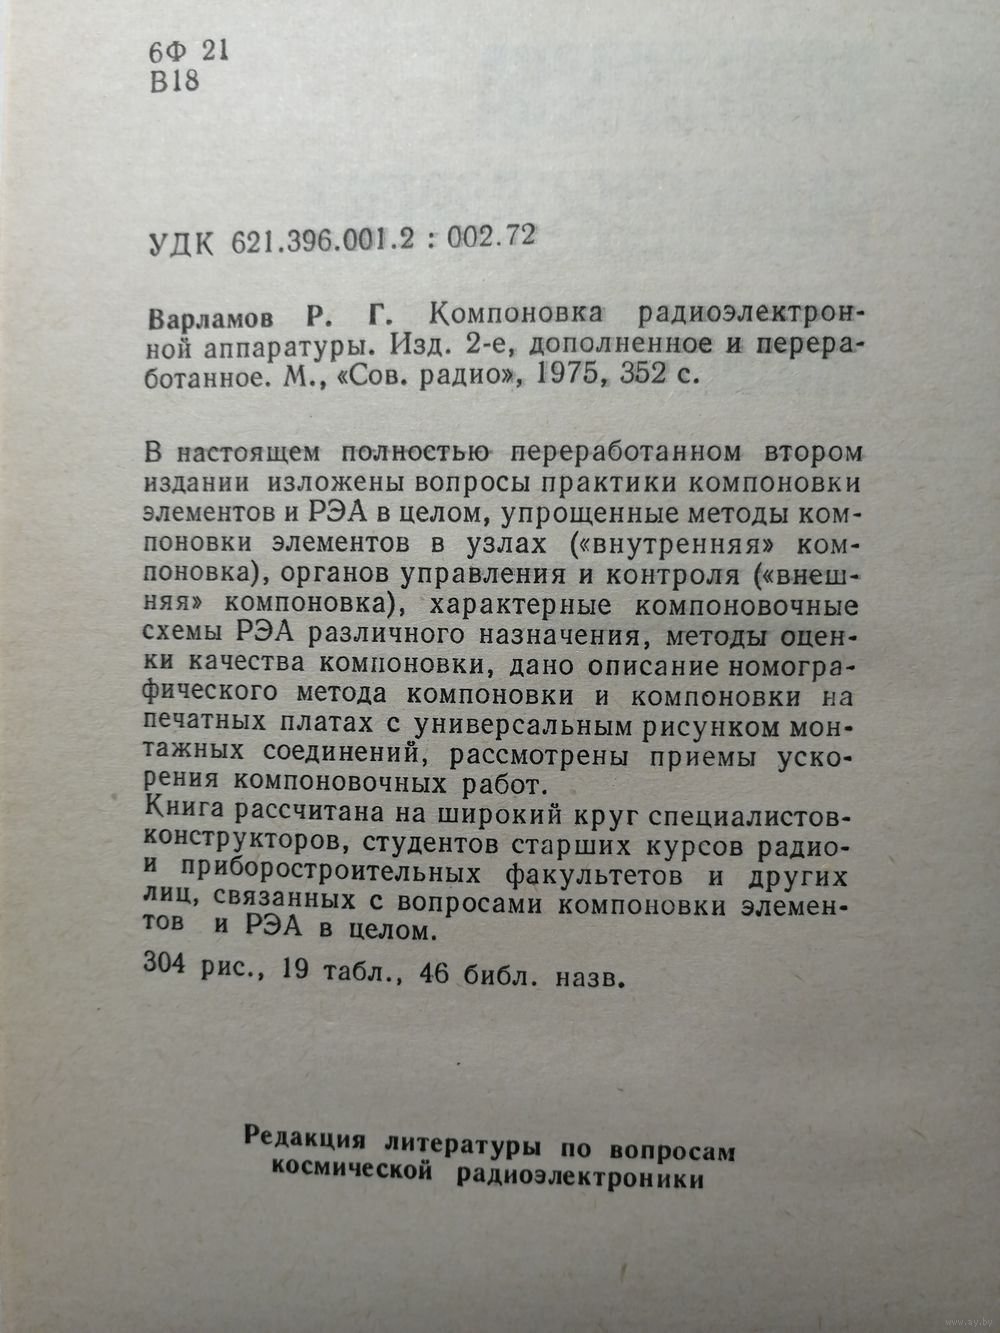 6Ф 21
В18
УДК 621.396.001.2 : 002.72
Варламов Р. Г. Компоновка радиоэлектрон-
ной аппаратуры. Изд. 2-е, дополненное и перера-
ботанное. М., «Сов. радио», 1975, 352 с.
В настоящем полностью переработанном втором
издании изложены вопросы практики компоновки
элементов и РЭА в целом, упрощенные методы ком-
поновки элементов в узлах («внутренняя» ком-
поновка), органов управления и контроля («внеш-
няя» компоновка), характерные компоновочные
схемы РЭА различного назначения, методы оцен-
ки качества компоновки, дано описание номогра-
фического метода компоновки и компоновки на
печатных платах с универсальным рисунком мон-
тажных соединений, рассмотрены приемы уско-
рения компоновочных работ.
Книга рассчитана на широкий круг специалистов-
конструкторов, студентов старших курсов радио-
и приборостроительных факультетов и других
лиц, связанных с вопросами компоновки элемен-
тов и РЭА в целом.
304 рис., 19 табл., 46 библ. назв.
Редакция литературы по вопросам
космической радиоэлектроники
www.ay.by